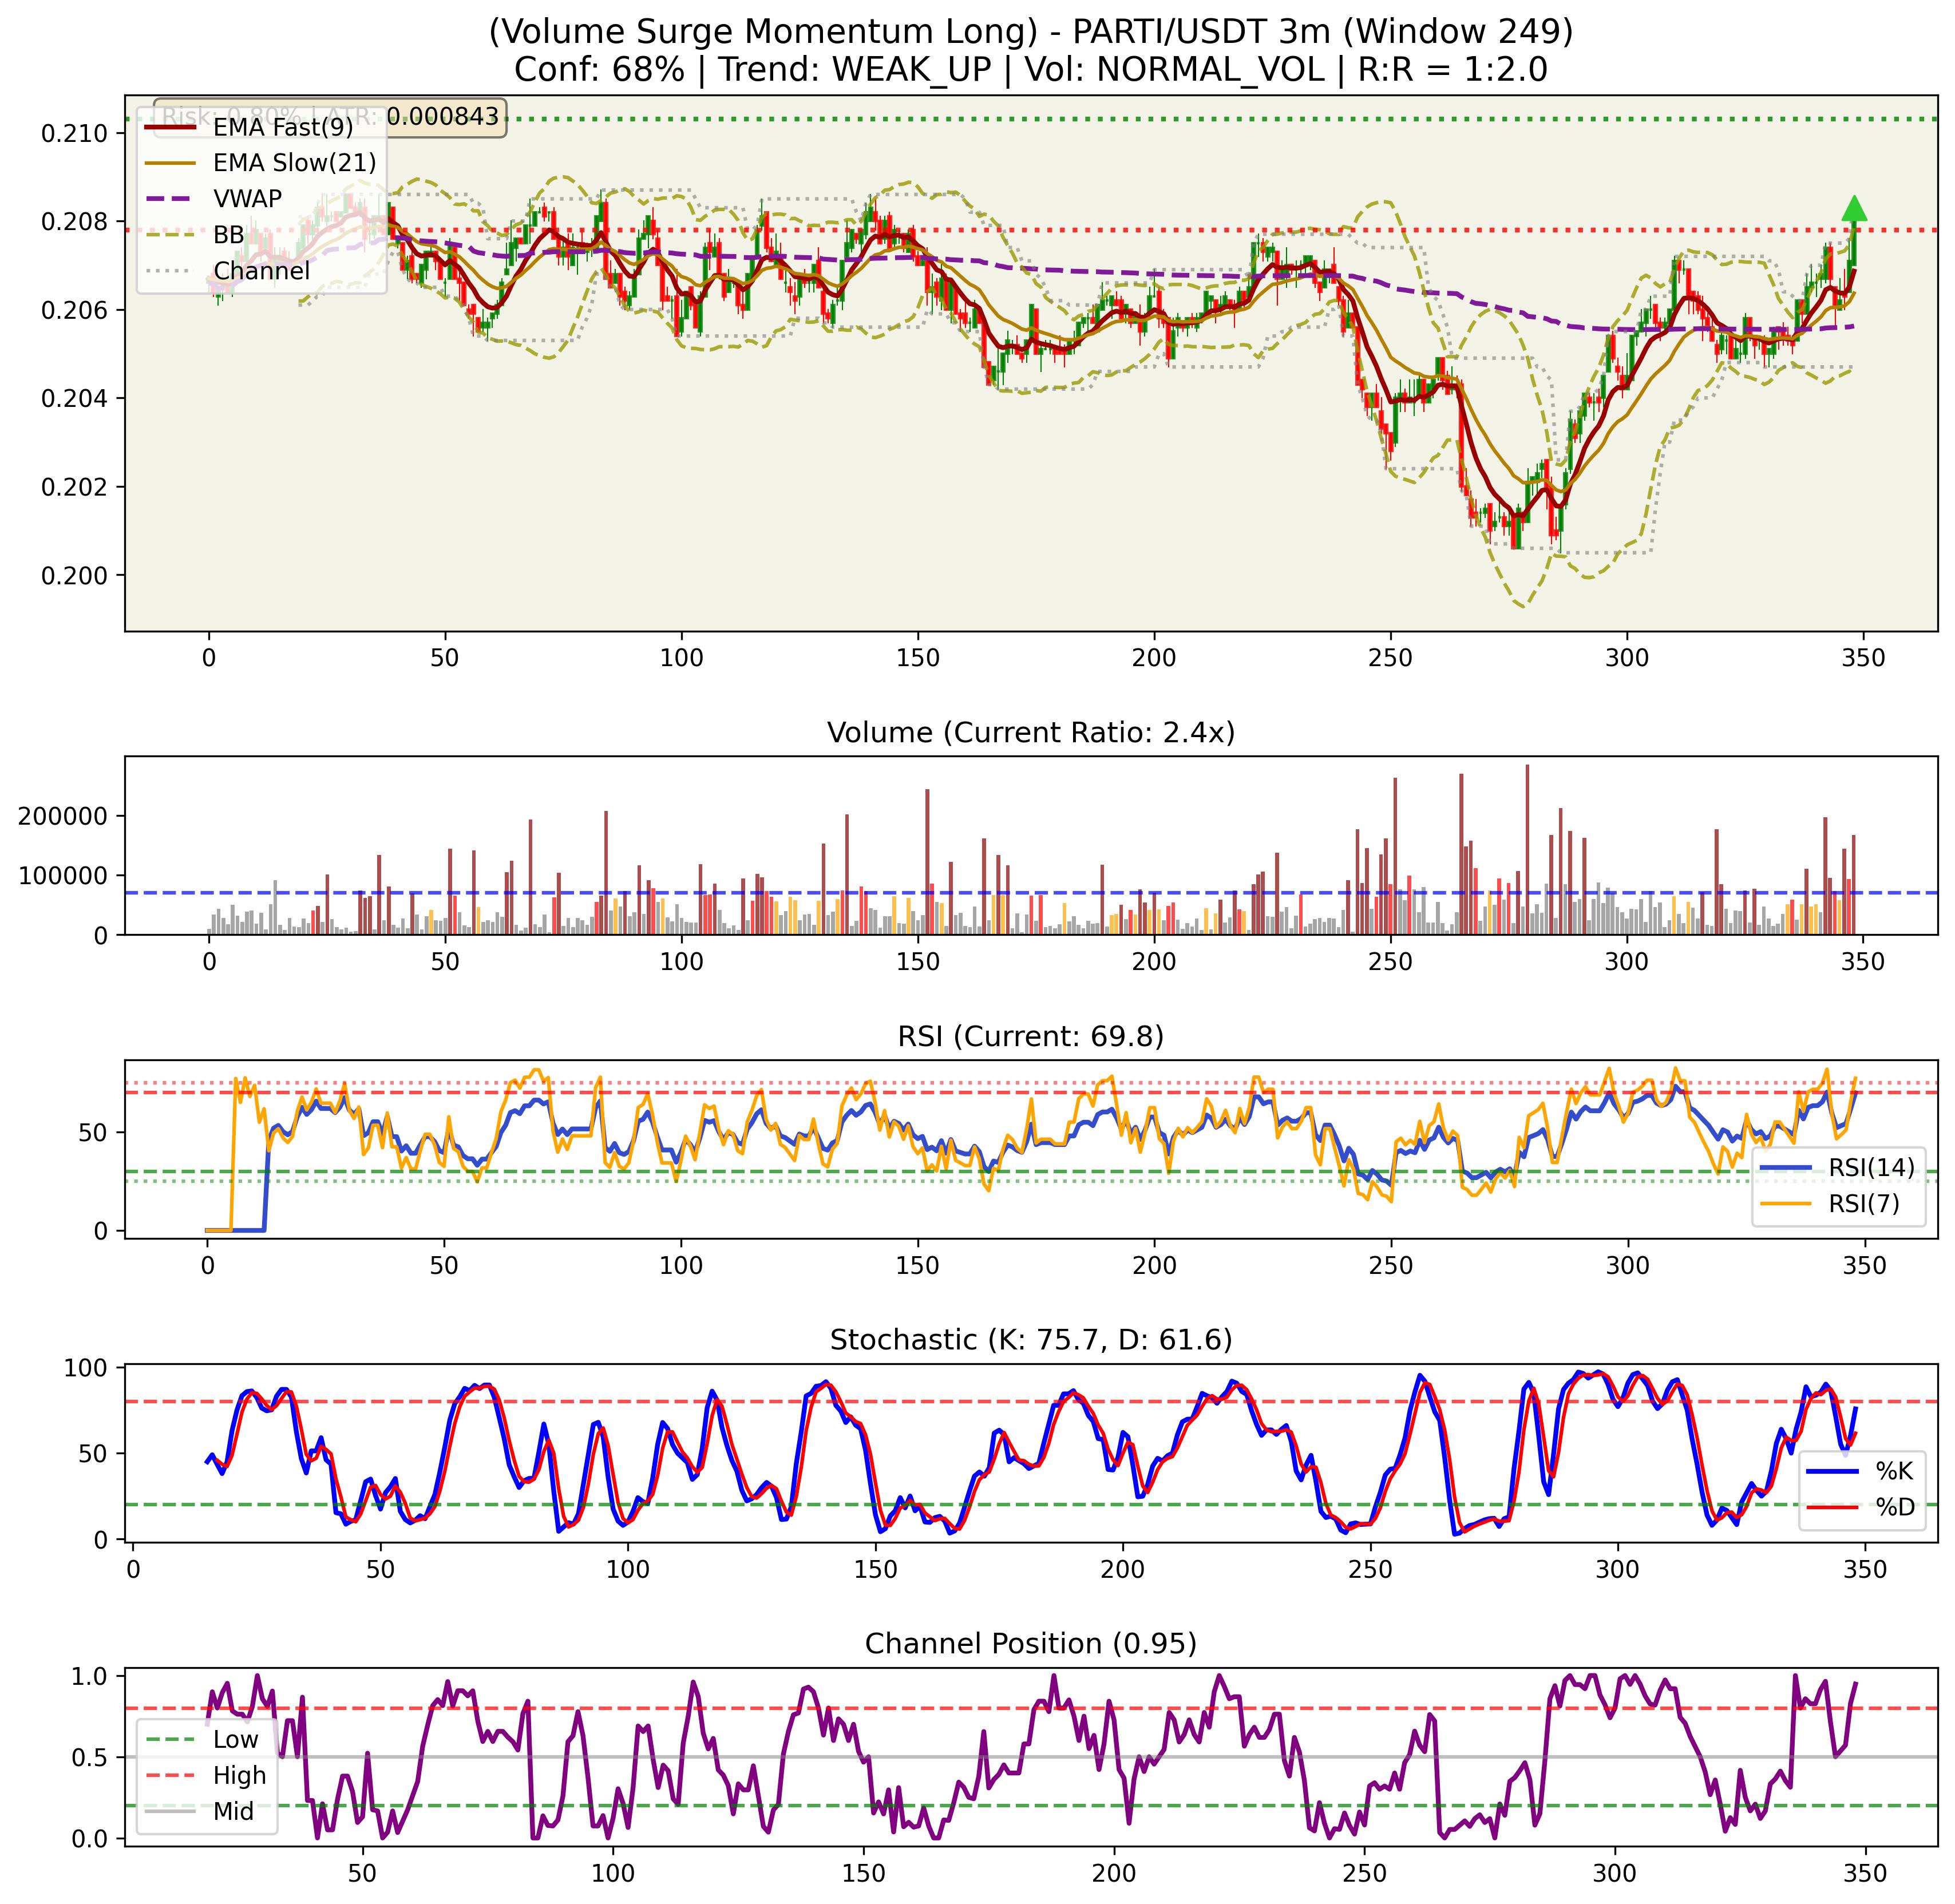 (Volume Surge Momentum Long) - PARTI/USDT 3m (Window 249)
Conf: 68% | Trend: WEAK_UP | Vol: NORMAL_VOL | R:R = 1:2.0
Risk: 0.80% | ATR: 0.000843
EMA Fast(9)
EMA Slow(21)
VWAP
BB
Channel
0.210
0.208
0.206
0.204
0.202
0.200
0 50 100 150 200 250 300 350
Volume (Current Ratio: 2.4x)
200000
100000
0
0 50 100 150 200 250 300 350
RSI (Current: 69.8)
50
0
RSI(14)
RSI(7)
0 50 100 150 200 250 300 350
Stochastic (K: 75.7, D: 61.6)
100
50
0
%K
%D
0 50 100 150 200 250 300 350
Channel Position (0.95)
1.0
0.5
0.0
Low
High
Mid
50 100 150 200 250 300 350